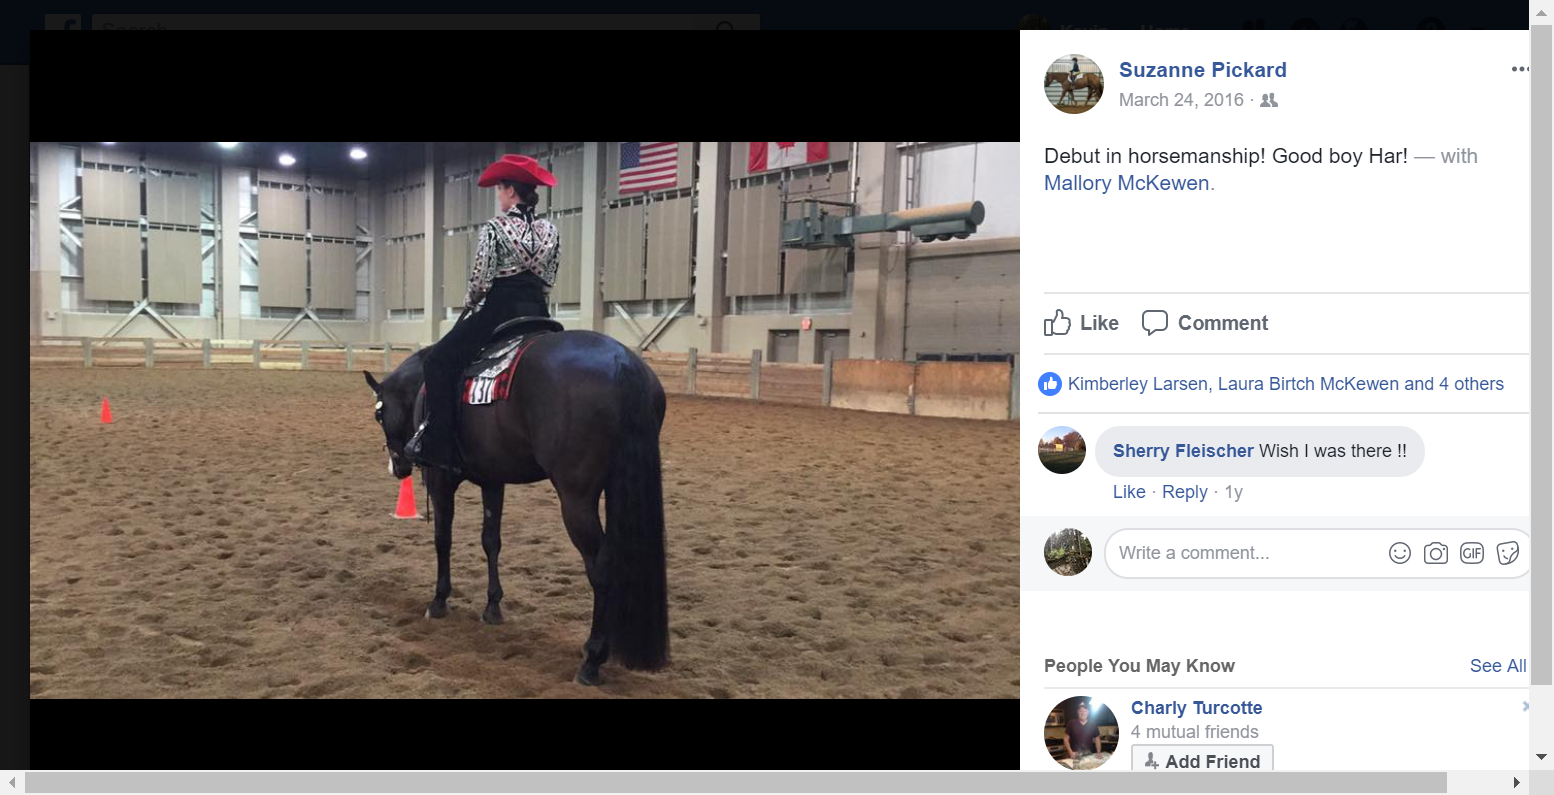 Search
Suzanne Pickard
March 24, 2016 ·
Debut in horsemanship! Good boy Har! — with
Mallory McKewen.
Like Comment
Kimberley Larsen, Laura Birtch McKewen and 4 others
Sherry Fleischer Wish I was there !!
Like · Reply · 1y
Write a comment...
GIF
People You May Know
See All
Charly Turcotte
4 mutual friends
Add Friend